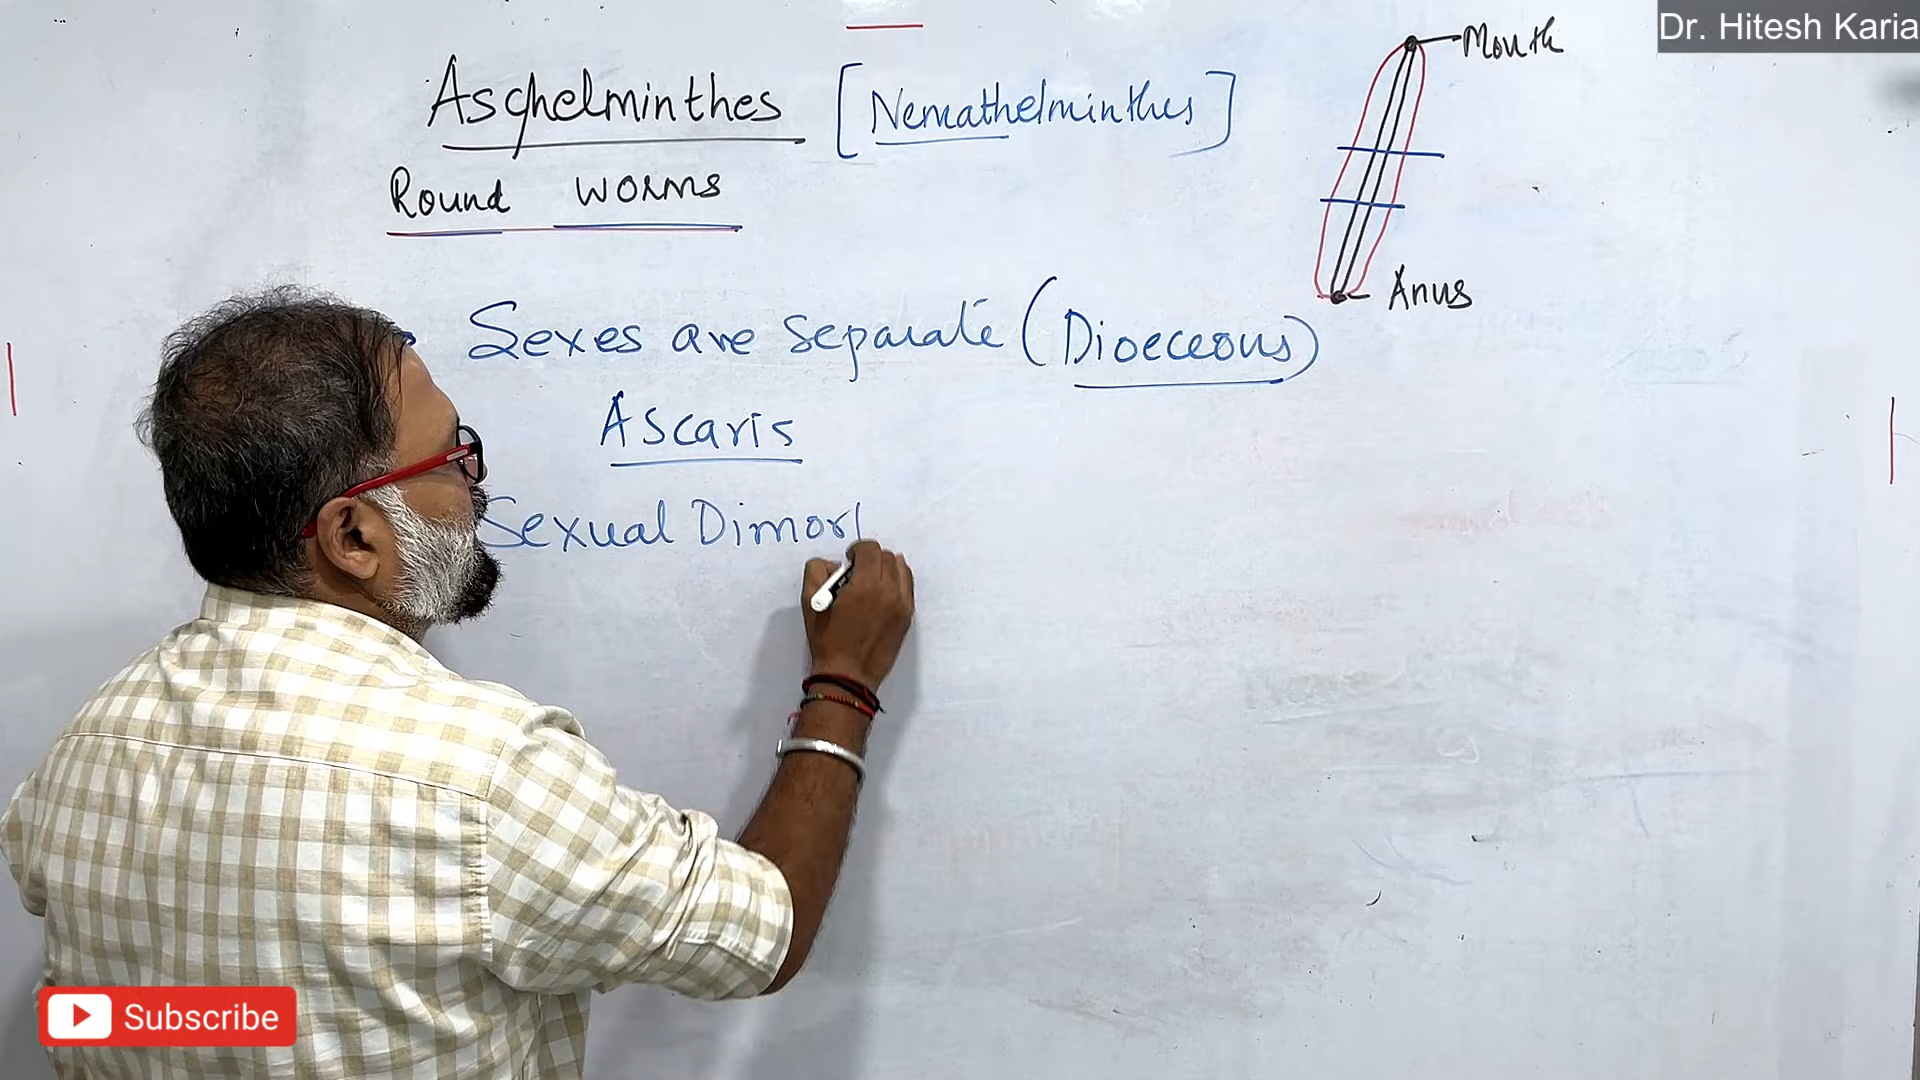 Dr. Hitesh Karia
Aschelminthes [Nemathelminthes]
Round worms
Mouth
Anus
Sexes are separate (Dioeceous)
Ascaris
Sexual Dimor
Subscribe